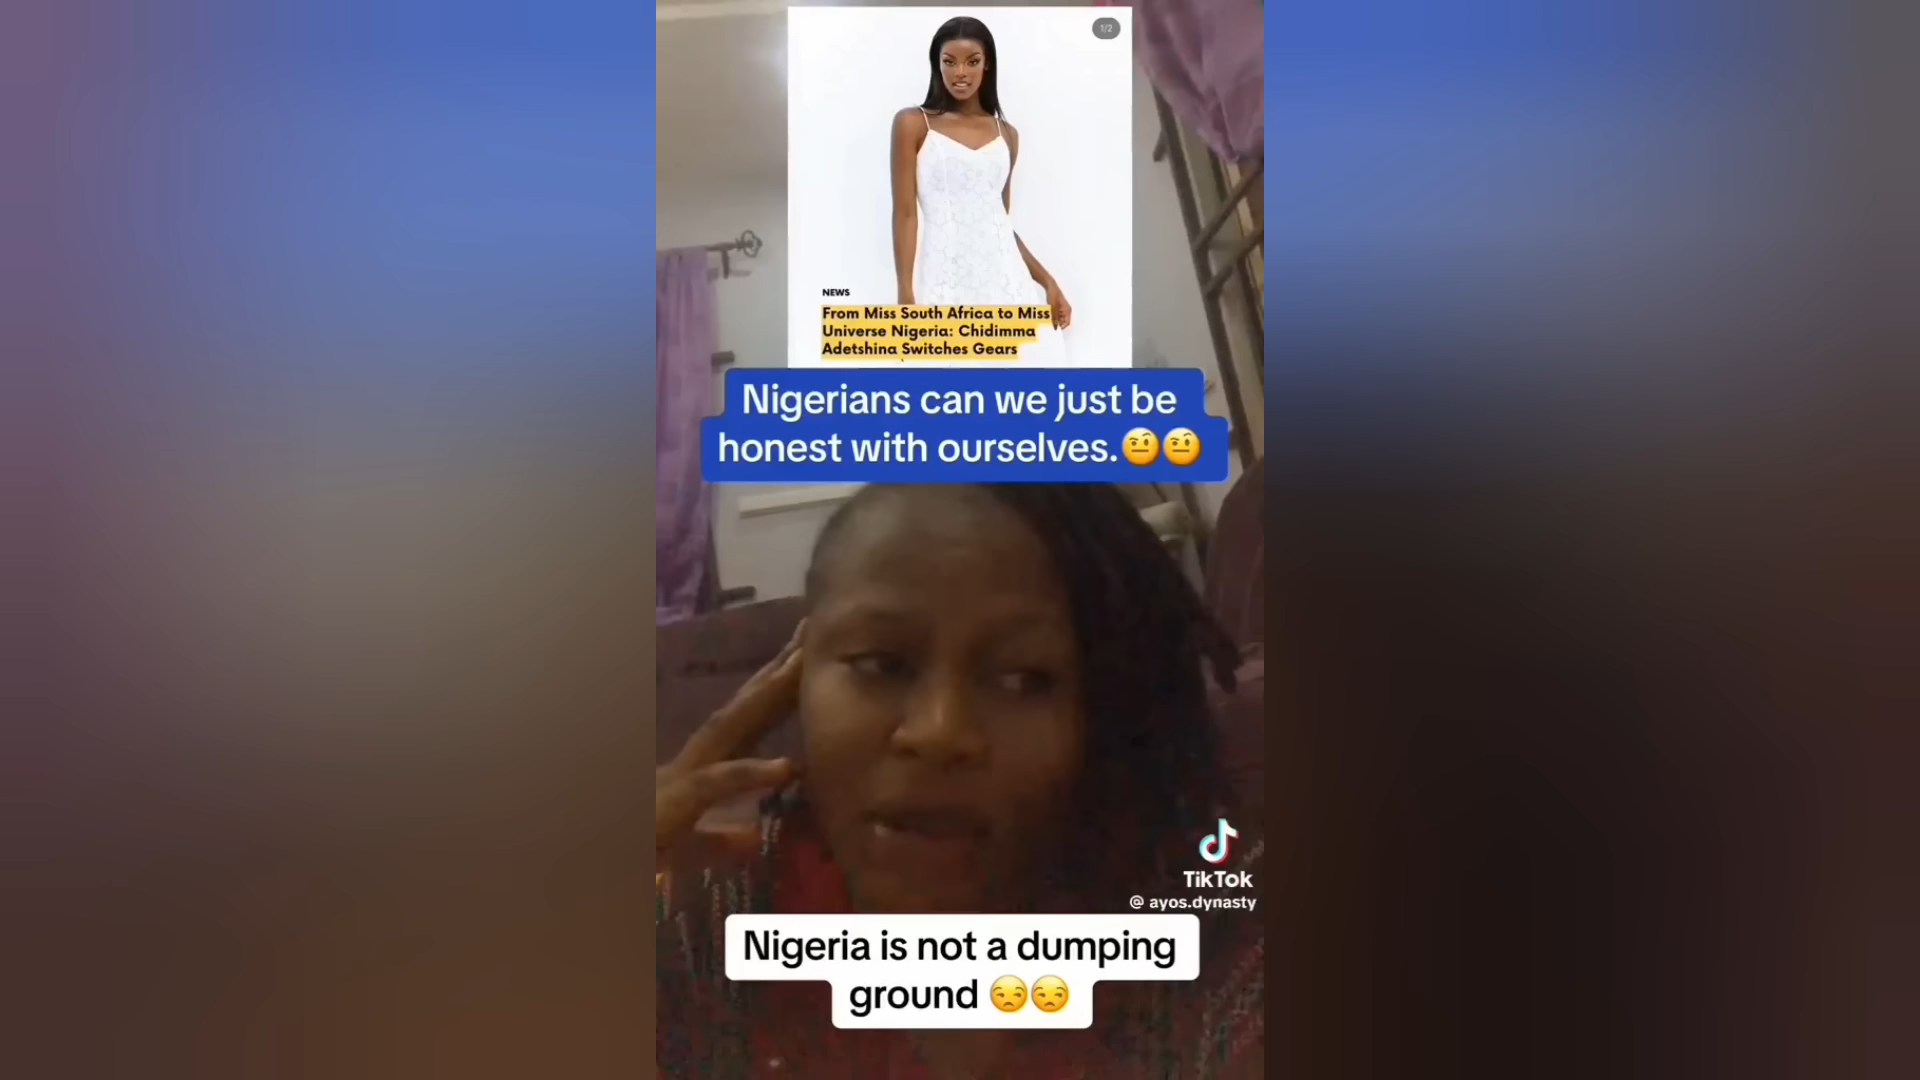 1/2
NEWS
From Miss South Africa to Miss
Universe Nigeria: Chidimma
Adetshina Switches Gears
Nigerians can we just be
honest with ourselves.🤨🤨
TikTok
@ ayos.dynasty
Nigeria is not a dumping
ground 😒😒